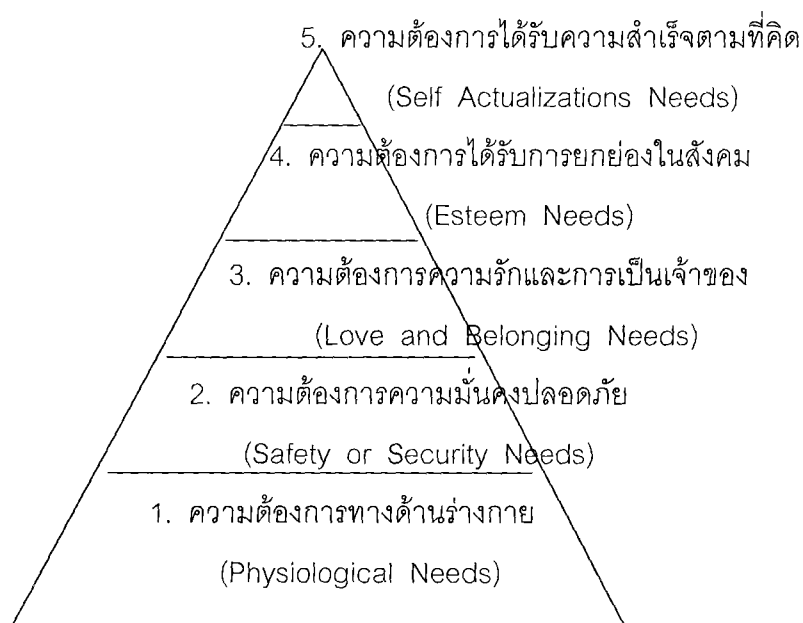 5. ความต้องการได้รับความสำเร็จตามที่คิด
(Self Actualizations Needs)
4. ความต้องการได้รับการยกย่องในสังคม
(Esteem Needs)
3. ความต้องการความรักและการเป็นเจ้าของ
(Love and Belonging Needs)
2. ความต้องการความมั่นคงปลอดภัย
(Safety or Security Needs)
1. ความต้องการทางด้านร่างกาย
(Physiological Needs)